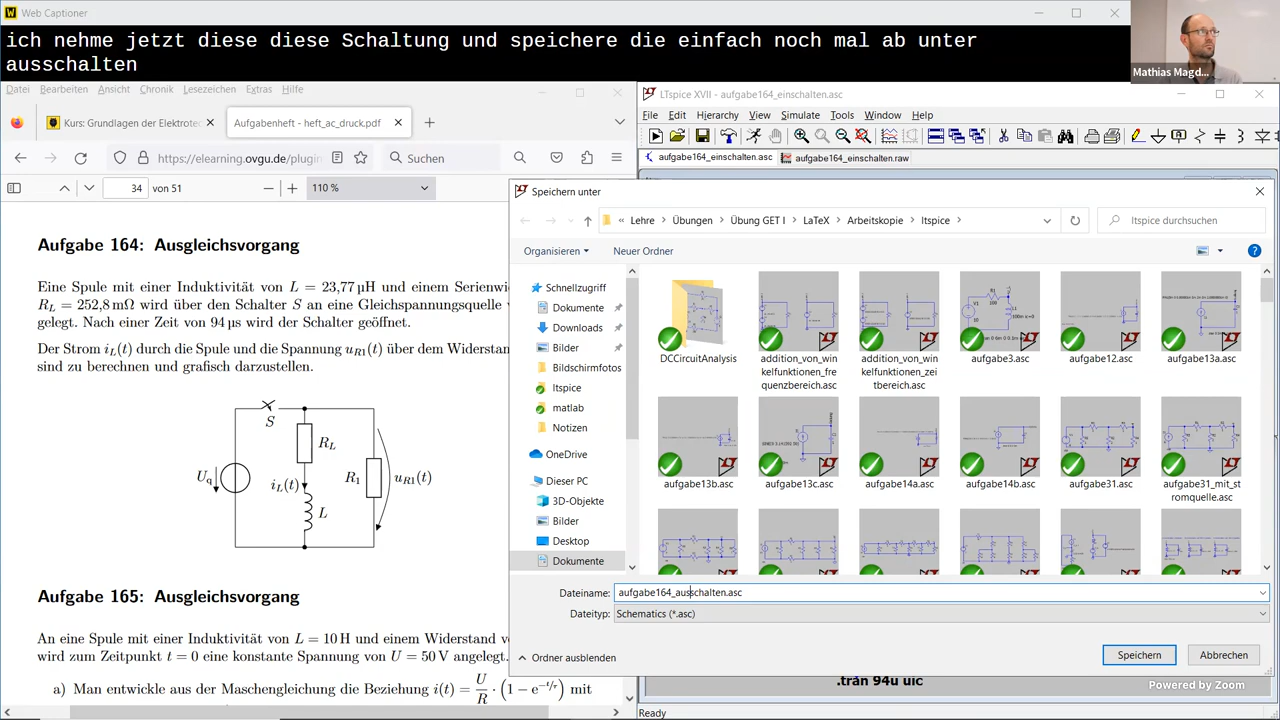 Web Captioner
ich nehme jetzt diese diese Schaltung und speichere die einfach noch mal ab unter
ausschalten
Mathias Magd...
Datei Bearbeiten Ansicht Chronik Lesezeichen Extras Hilfe
Kurs: Grundlagen der Elektrotec
Aufgabenheft - heft_ac_druck.pdf
https://elearning.ovgu.de/plugin
Suchen
34 von 51
110 %
Aufgabe 164: Ausgleichsvorgang
Eine Spule mit einer Induktivität von L = 23,77 µH und einem Serienwi
R_L = 252,8 mΩ wird über den Schalter S an eine Gleichspannungsquelle
gelegt. Nach einer Zeit von 94 µs wird der Schalter geöffnet.
Der Strom i_L(t) durch die Spule und die Spannung u_R1(t) über dem Widerstan
sind zu berechnen und grafisch darzustellen.
S
R_L
U_q
i_L(t)
R_1
u_R1(t)
L
Aufgabe 165: Ausgleichsvorgang
An eine Spule mit einer Induktivität von L = 10 H und einem Widerstand v
wird zum Zeitpunkt t = 0 eine konstante Spannung von U = 50 V angelegt.
a) Man entwickle aus der Maschengleichung die Beziehung i(t) = U/R · (1 − e^(−t/τ)) mit
LTspice XVII - aufgabe164_einschalten.asc
File Edit Hierarchy View Simulate Tools Window Help
aufgabe164_einschalten.asc
aufgabe164_einschalten.raw
Speichern unter
« Lehre › Übungen › Übung GET I › LaTeX › Arbeitskopie › ltspice ›
ltspice durchsuchen
Organisieren
Neuer Ordner
Schnellzugriff
Dokumente
Downloads
Bilder
Bildschirmfotos
ltspice
matlab
Notizen
OneDrive
Dieser PC
3D-Objekte
Bilder
Desktop
Dokumente
DCCircuitAnalysis
addition_von_win
kelfunktionen_fre
quenzbereich.asc
addition_von_win
kelfunktionen_ze
itbereich.asc
aufgabe3.asc
aufgabe12.asc
aufgabe13a.asc
aufgabe13b.asc
aufgabe13c.asc
aufgabe14a.asc
aufgabe14b.asc
aufgabe31.asc
aufgabe31_mit_st
romquelle.asc
Dateiname:
aufgabe164_ausschalten.asc
Dateityp:
Schematics (*.asc)
Ordner ausblenden
Speichern
Abbrechen
.tran 94u uic
Powered by Zoom
Ready